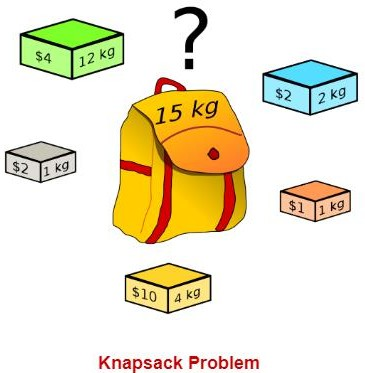 ?
$4 12 kg
15 kg
$2 2 kg
$2 1 kg
$1 1 kg
$10 4 kg
Knapsack Problem